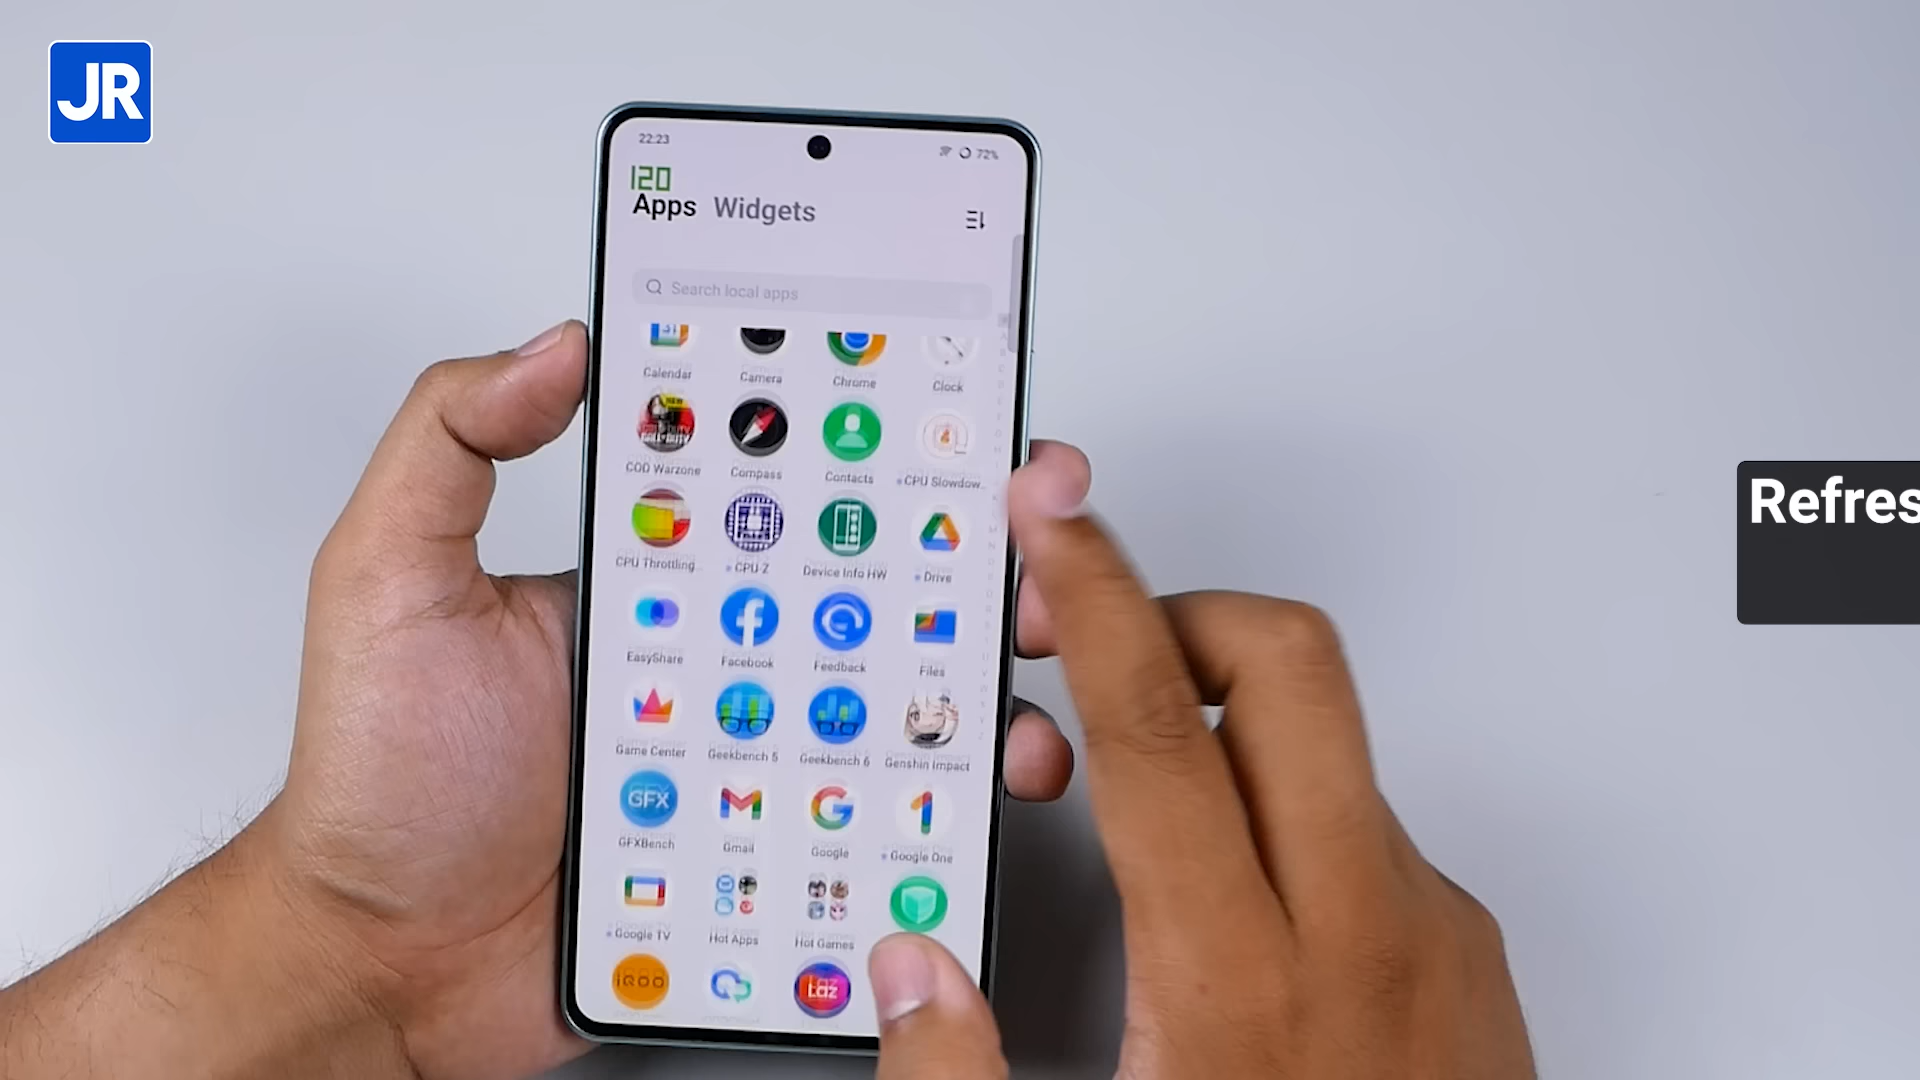 JR
22:23
72%
120
Apps Widgets
Search local apps
31
Calendar Camera Chrome Clock
COD Warzone Compass Contacts CPU Slowdow...
CPU Throttling... CPU-Z Device Info HW Drive
EasyShare Facebook Feedback Files
Game Center Geekbench 5 Geekbench 6 Genshin Impact
GFX
GFXBench Gmail Google Google One
Google TV Hot Apps Hot Games
iQOO
Laz
Refres